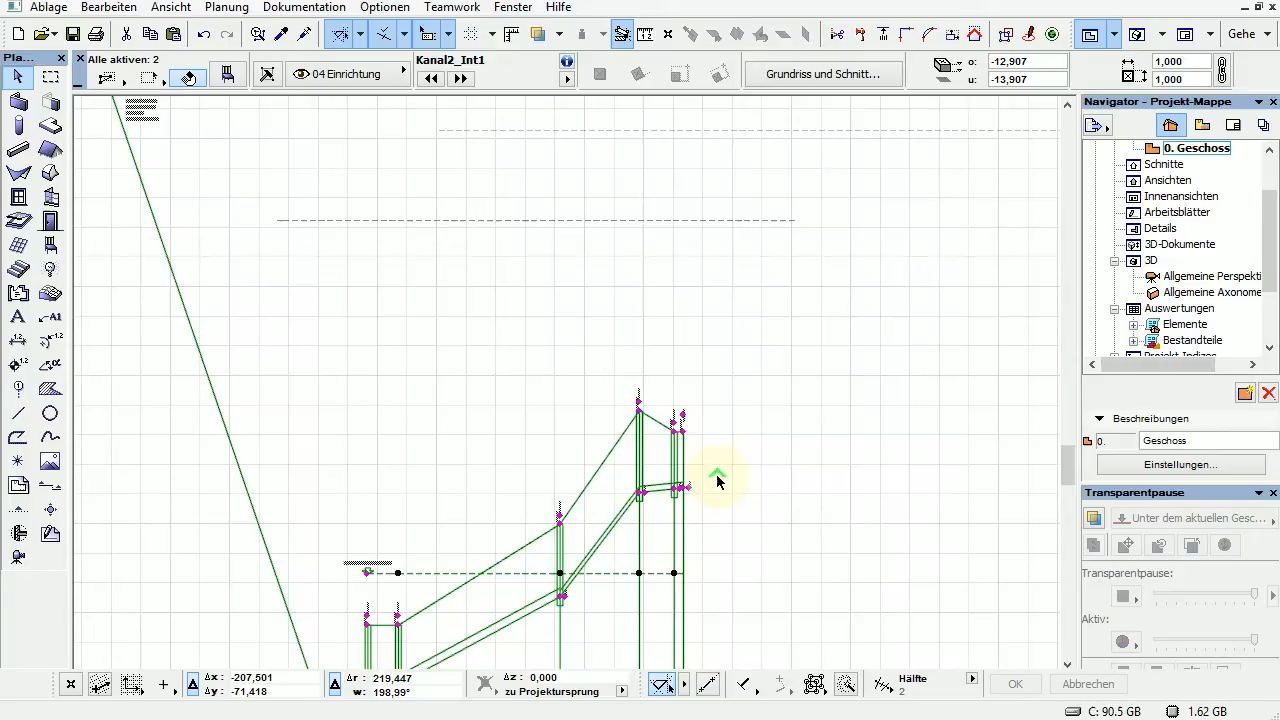 Ablage Bearbeiten Ansicht Planung Dokumentation Optionen Teamwork Fenster Hilfe
Gehe
Pla...
Alle aktiven: 2
04 Einrichtung
Kanal2_Int1
Grundriss und Schnitt...
o: -12,907
u: -13,907
1,000
1,000
Navigator - Projekt-Mappe
0. Geschoss
Schnitte
Ansichten
Innenansichten
Arbeitsblätter
Details
3D-Dokumente
3D
Allgemeine Perspekti
Allgemeine Axonome
Auswertungen
Elemente
Bestandteile
Projekt-Indizes
Beschreibungen
0. Geschoss
Einstellungen...
Transparentpause
Unter dem aktuellen Gesc...
Transparentpause:
Aktiv:
Δx: -207,501
Δy: -71,418
Δr: 219,447
w: 198,99°
Δz: 0,000
zu Projektursprung
Hälfte
2
OK Abbrechen
C: 90.5 GB 1.62 GB